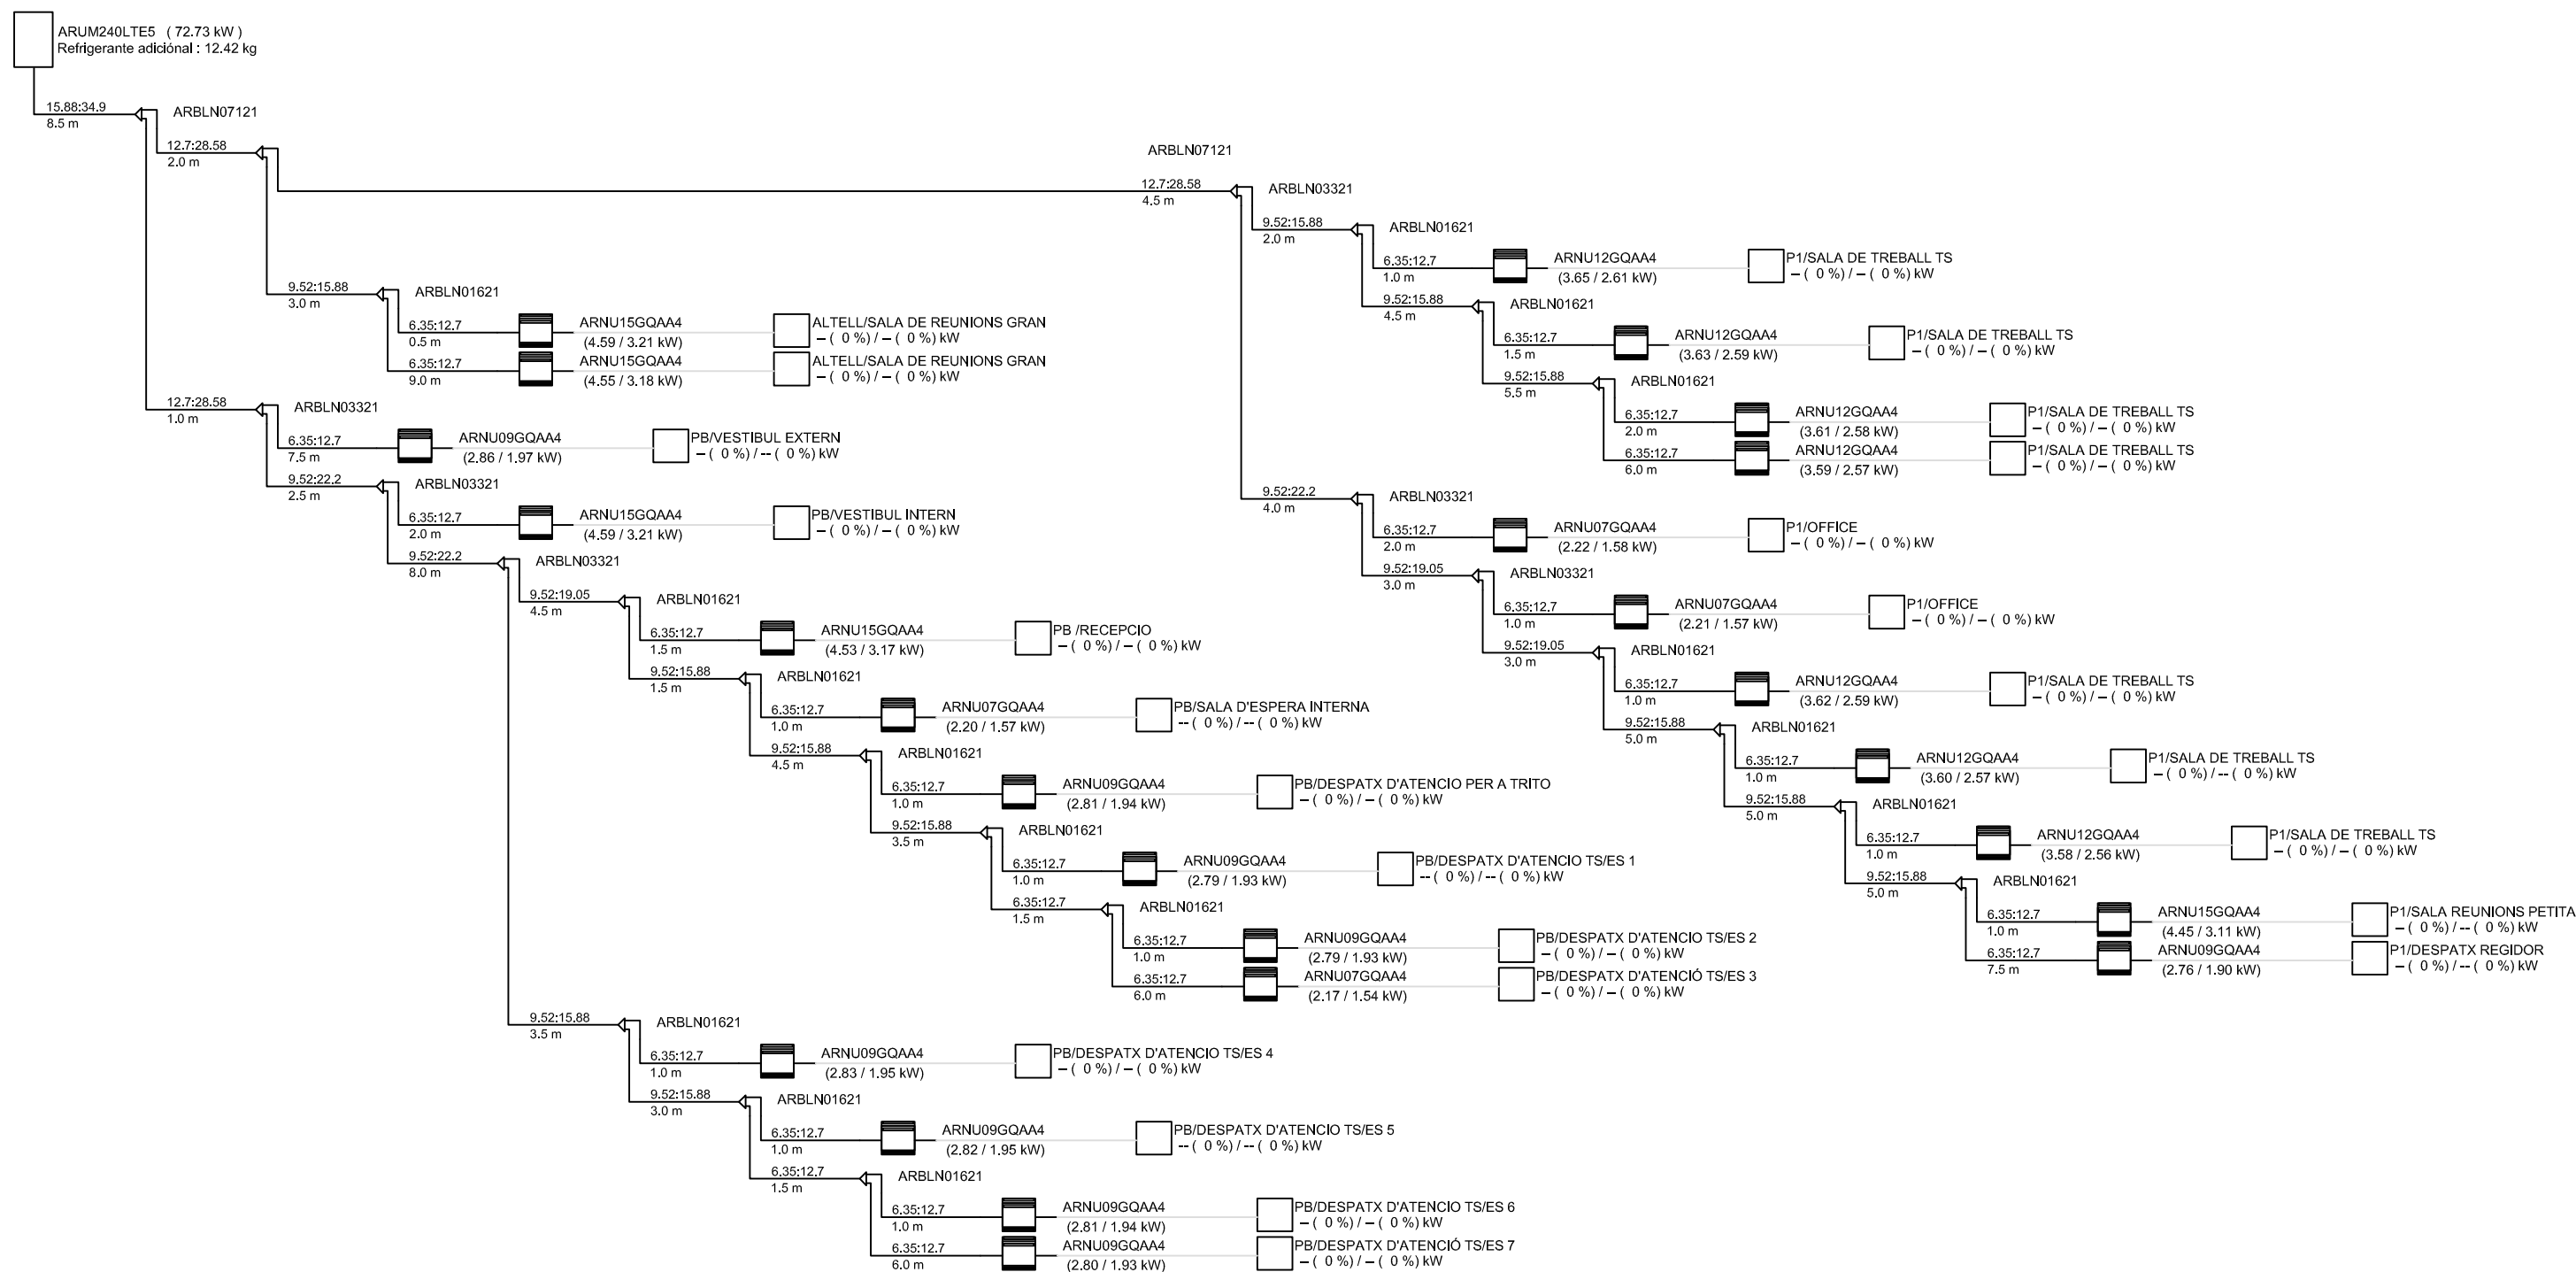 ARUM240LTE5 ( 72.73 kW )
Refrigerante adiciónal : 12.42 kg
15.88:34.9
8.5 m
ARBLN07121
12.7:28.58
2.0 m
ARBLN07121
12.7:28.58
4.5 m
ARBLN03321
9.52:15.88
2.0 m
ARBLN01621
6.35:12.7
1.0 m
ARNU12GQAA4
(3.65 / 2.61 kW)
P1/SALA DE TREBALL TS
-- ( 0 %) / -- ( 0 %) kW
9.52:15.88
4.5 m
ARBLN01621
6.35:12.7
1.5 m
ARNU12GQAA4
(3.63 / 2.59 kW)
P1/SALA DE TREBALL TS
-- ( 0 %) / -- ( 0 %) kW
9.52:15.88
5.5 m
ARBLN01621
6.35:12.7
2.0 m
ARNU12GQAA4
(3.61 / 2.58 kW)
P1/SALA DE TREBALL TS
-- ( 0 %) / -- ( 0 %) kW
6.35:12.7
6.0 m
ARNU12GQAA4
(3.59 / 2.57 kW)
P1/SALA DE TREBALL TS
-- ( 0 %) / -- ( 0 %) kW
9.52:22.2
4.0 m
ARBLN03321
6.35:12.7
2.0 m
ARNU07GQAA4
(2.22 / 1.58 kW)
P1/OFFICE
-- ( 0 %) / -- ( 0 %) kW
9.52:19.05
3.0 m
ARBLN03321
6.35:12.7
1.0 m
ARNU07GQAA4
(2.21 / 1.57 kW)
P1/OFFICE
-- ( 0 %) / -- ( 0 %) kW
9.52:19.05
3.0 m
ARBLN01621
6.35:12.7
1.0 m
ARNU12GQAA4
(3.62 / 2.59 kW)
P1/SALA DE TREBALL TS
-- ( 0 %) / -- ( 0 %) kW
9.52:15.88
5.0 m
ARBLN01621
6.35:12.7
1.0 m
ARNU12GQAA4
(3.60 / 2.57 kW)
P1/SALA DE TREBALL TS
-- ( 0 %) / -- ( 0 %) kW
9.52:15.88
5.0 m
ARBLN01621
6.35:12.7
1.0 m
ARNU12GQAA4
(3.58 / 2.56 kW)
P1/SALA DE TREBALL TS
-- ( 0 %) / -- ( 0 %) kW
9.52:15.88
5.0 m
ARBLN01621
6.35:12.7
1.0 m
ARNU15GQAA4
(4.45 / 3.11 kW)
P1/SALA REUNIONS PETITA
-- ( 0 %) / -- ( 0 %) kW
6.35:12.7
7.5 m
ARNU09GQAA4
(2.76 / 1.90 kW)
P1/DESPATX REGIDOR
-- ( 0 %) / -- ( 0 %) kW
9.52:15.88
3.0 m
ARBLN01621
6.35:12.7
0.5 m
ARNU15GQAA4
(4.59 / 3.21 kW)
ALTELL/SALA DE REUNIONS GRAN
-- ( 0 %) / -- ( 0 %) kW
6.35:12.7
9.0 m
ARNU15GQAA4
(4.55 / 3.18 kW)
ALTELL/SALA DE REUNIONS GRAN
-- ( 0 %) / -- ( 0 %) kW
12.7:28.58
1.0 m
ARBLN03321
6.35:12.7
7.5 m
ARNU09GQAA4
(2.86 / 1.97 kW)
PB/VESTIBUL EXTERN
-- ( 0 %) / -- ( 0 %) kW
9.52:22.2
2.5 m
ARBLN03321
6.35:12.7
2.0 m
ARNU15GQAA4
(4.59 / 3.21 kW)
PB/VESTIBUL INTERN
-- ( 0 %) / -- ( 0 %) kW
9.52:22.2
8.0 m
ARBLN03321
9.52:19.05
4.5 m
ARBLN01621
6.35:12.7
1.5 m
ARNU15GQAA4
(4.53 / 3.17 kW)
PB /RECEPCIO
-- ( 0 %) / -- ( 0 %) kW
9.52:15.88
1.5 m
ARBLN01621
6.35:12.7
1.0 m
ARNU07GQAA4
(2.20 / 1.57 kW)
PB/SALA D'ESPERA INTERNA
-- ( 0 %) / -- ( 0 %) kW
9.52:15.88
4.5 m
ARBLN01621
6.35:12.7
1.0 m
ARNU09GQAA4
(2.81 / 1.94 kW)
PB/DESPATX D'ATENCIO PER A TRITO
-- ( 0 %) / -- ( 0 %) kW
9.52:15.88
3.5 m
ARBLN01621
6.35:12.7
1.0 m
ARNU09GQAA4
(2.79 / 1.93 kW)
PB/DESPATX D'ATENCIO TS/ES 1
-- ( 0 %) / -- ( 0 %) kW
6.35:12.7
1.5 m
ARBLN01621
6.35:12.7
1.0 m
ARNU09GQAA4
(2.79 / 1.93 kW)
PB/DESPATX D'ATENCIO TS/ES 2
-- ( 0 %) / -- ( 0 %) kW
6.35:12.7
6.0 m
ARNU07GQAA4
(2.17 / 1.54 kW)
PB/DESPATX D'ATENCIÓ TS/ES 3
-- ( 0 %) / -- ( 0 %) kW
9.52:15.88
3.5 m
ARBLN01621
6.35:12.7
1.0 m
ARNU09GQAA4
(2.83 / 1.95 kW)
PB/DESPATX D'ATENCIO TS/ES 4
-- ( 0 %) / -- ( 0 %) kW
9.52:15.88
3.0 m
ARBLN01621
6.35:12.7
1.0 m
ARNU09GQAA4
(2.82 / 1.95 kW)
PB/DESPATX D'ATENCIO TS/ES 5
-- ( 0 %) / -- ( 0 %) kW
6.35:12.7
1.5 m
ARBLN01621
6.35:12.7
1.0 m
ARNU09GQAA4
(2.81 / 1.94 kW)
PB/DESPATX D'ATENCIO TS/ES 6
-- ( 0 %) / -- ( 0 %) kW
6.35:12.7
6.0 m
ARNU09GQAA4
(2.80 / 1.93 kW)
PB/DESPATX D'ATENCIÓ TS/ES 7
-- ( 0 %) / -- ( 0 %) kW